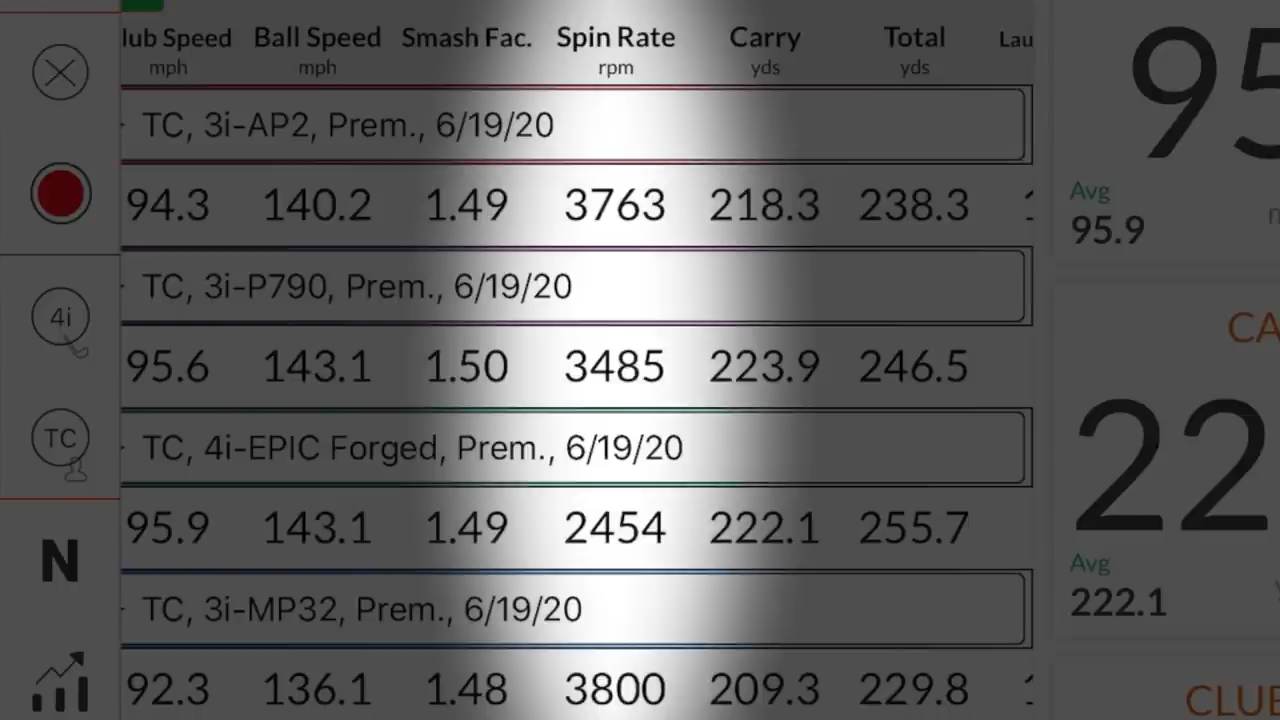 lub Speed Ball Speed Smash Fac. Spin Rate Carry Total Lau
mph mph rpm yds yds
TC, 3i-AP2, Prem., 6/19/20
94.3 140.2 1.49 3763 218.3 238.3
TC, 3i-P790, Prem., 6/19/20
95.6 143.1 1.50 3485 223.9 246.5
TC, 4i-EPIC Forged, Prem., 6/19/20
95.9 143.1 1.49 2454 222.1 255.7
TC, 3i-MP32, Prem., 6/19/20
92.3 136.1 1.48 3800 209.3 229.8
4i
TC
N
95
Avg
95.9
CA
22
Avg
222.1
CLUB